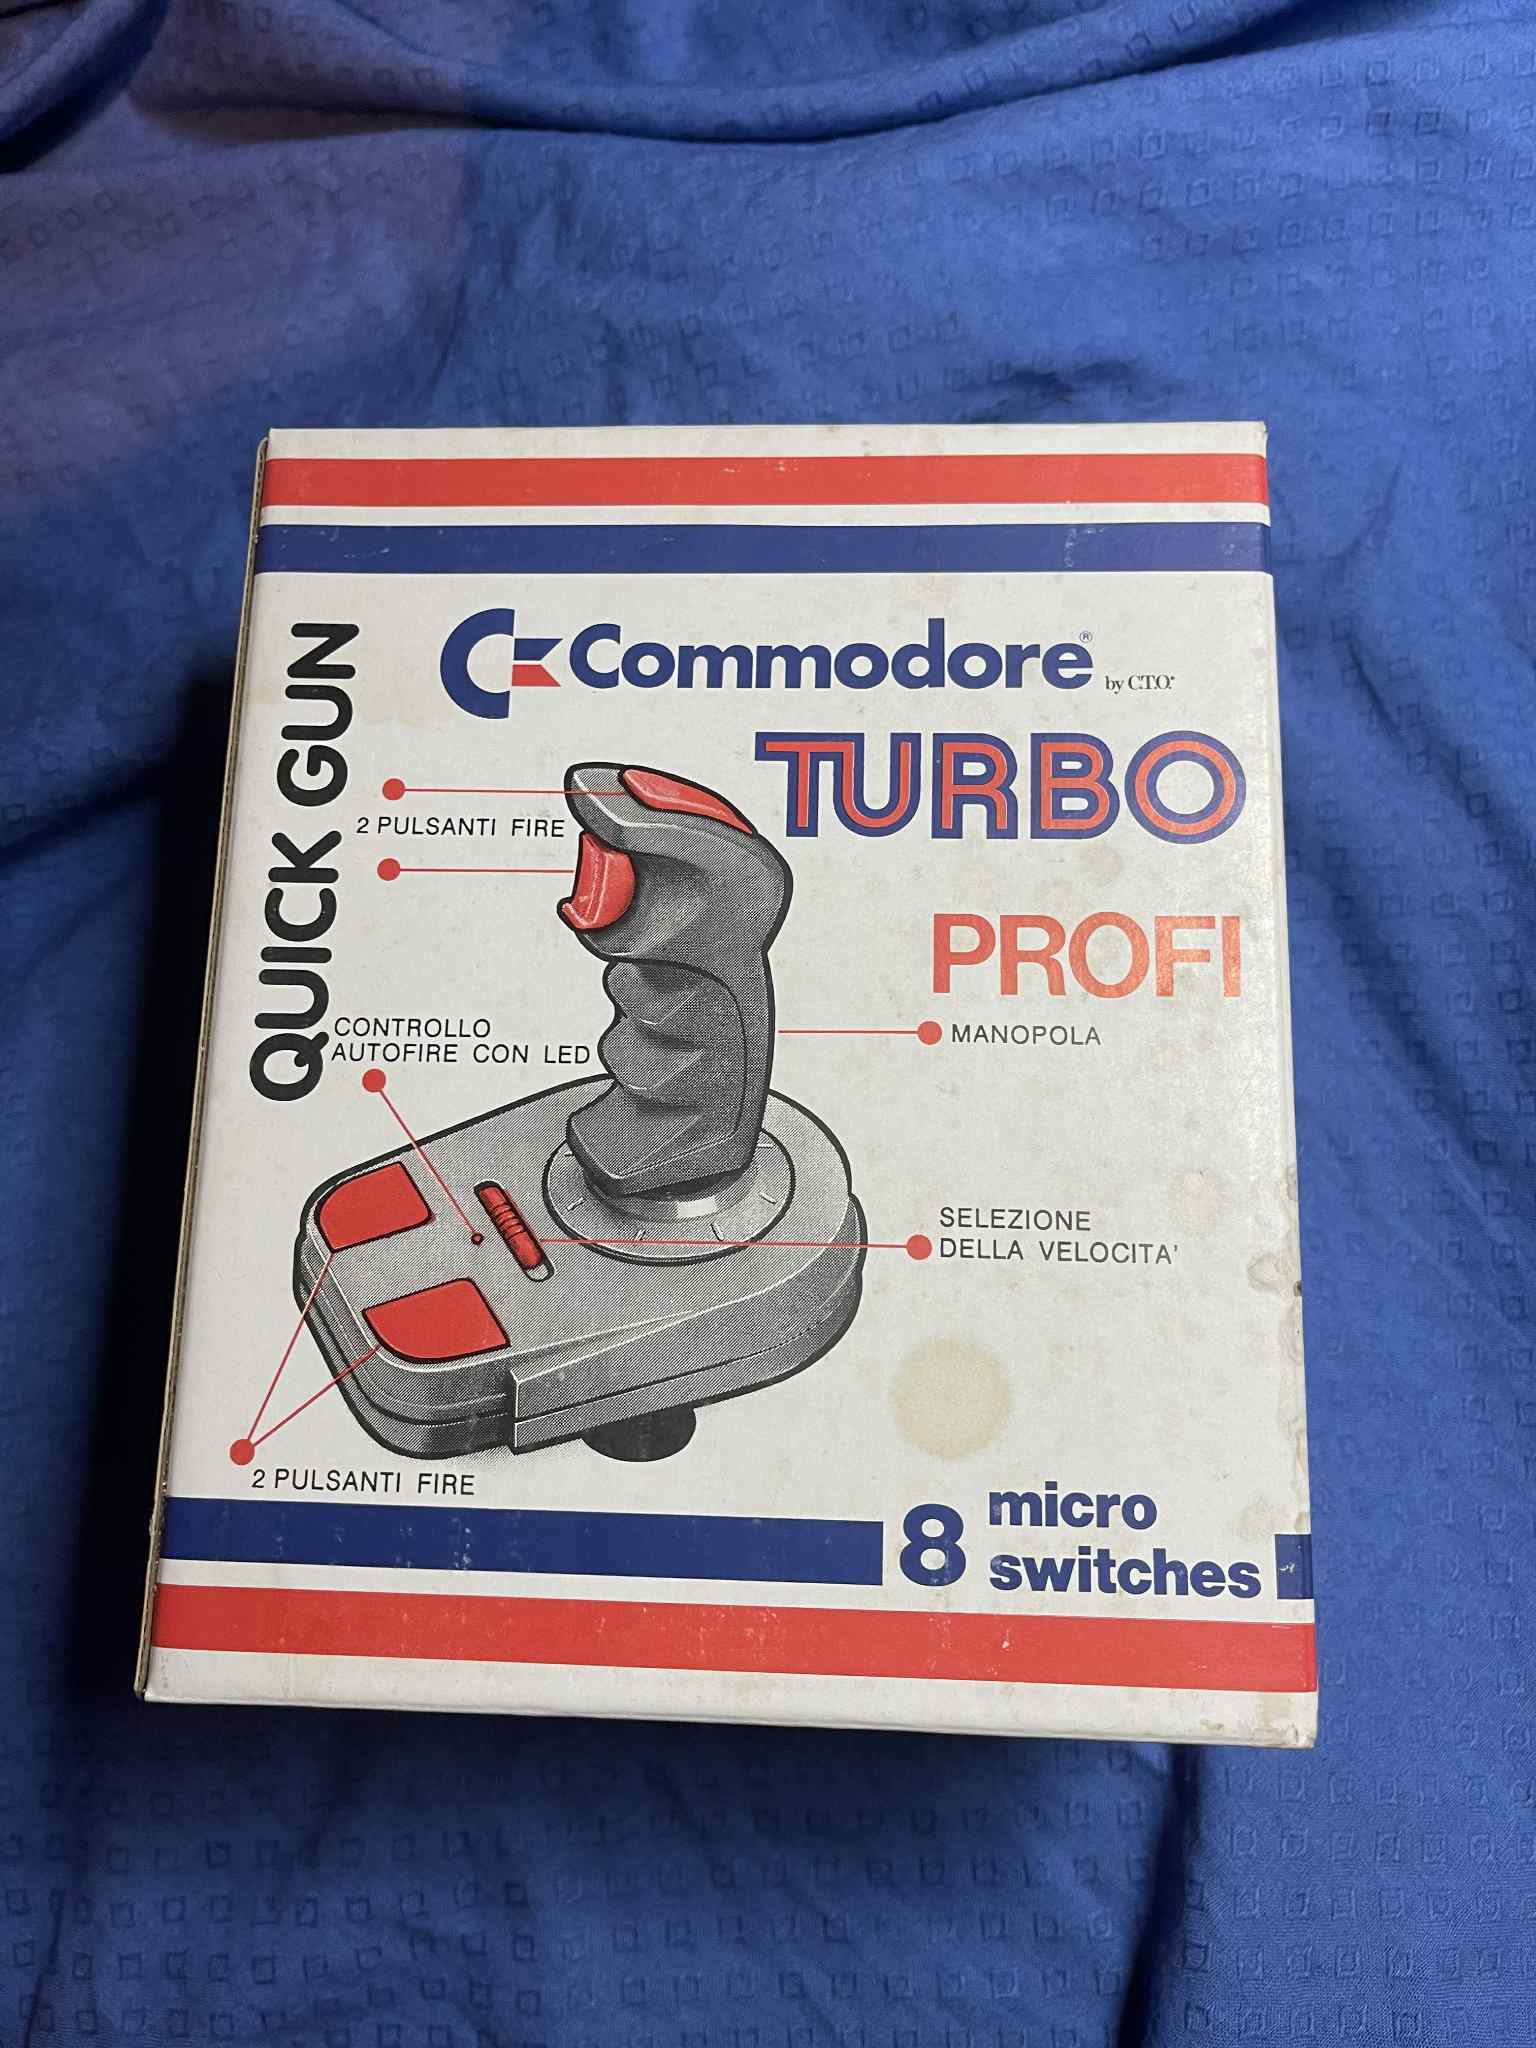 Commodore®
by C.T.O.®
QUICK GUN
TURBO
PROFI
2 PULSANTI FIRE
CONTROLLO
AUTOFIRE CON LED
MANOPOLA
SELEZIONE
DELLA VELOCITA'
2 PULSANTI FIRE
8 micro
switches